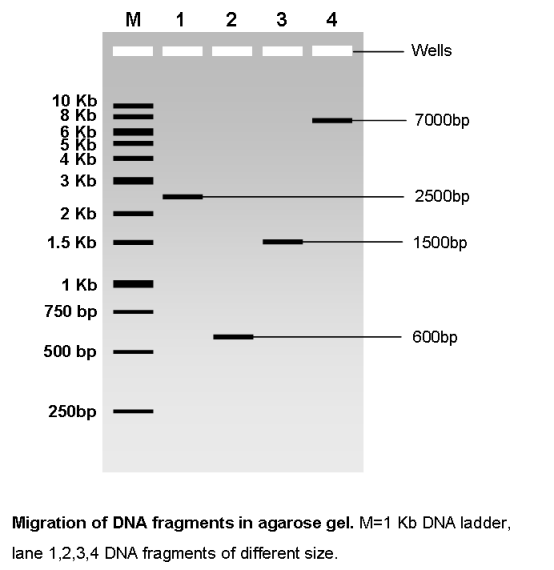 M 1 2 3 4
Wells
10 Kb
8 Kb
7000bp
6 Kb
5 Kb
4 Kb
3 Kb
2500bp
2 Kb
1.5 Kb
1500bp
1 Kb
750 bp
600bp
500 bp
250bp
Migration of DNA fragments in agarose gel. M=1 Kb DNA ladder,
lane 1,2,3,4 DNA fragments of different size.